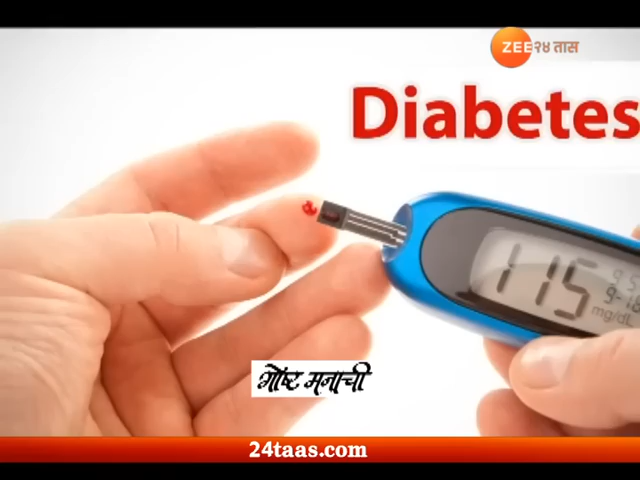 ZEE २४ तास
Diabetes
115
mg/dL
गोष्ट मनाची
24taas.com